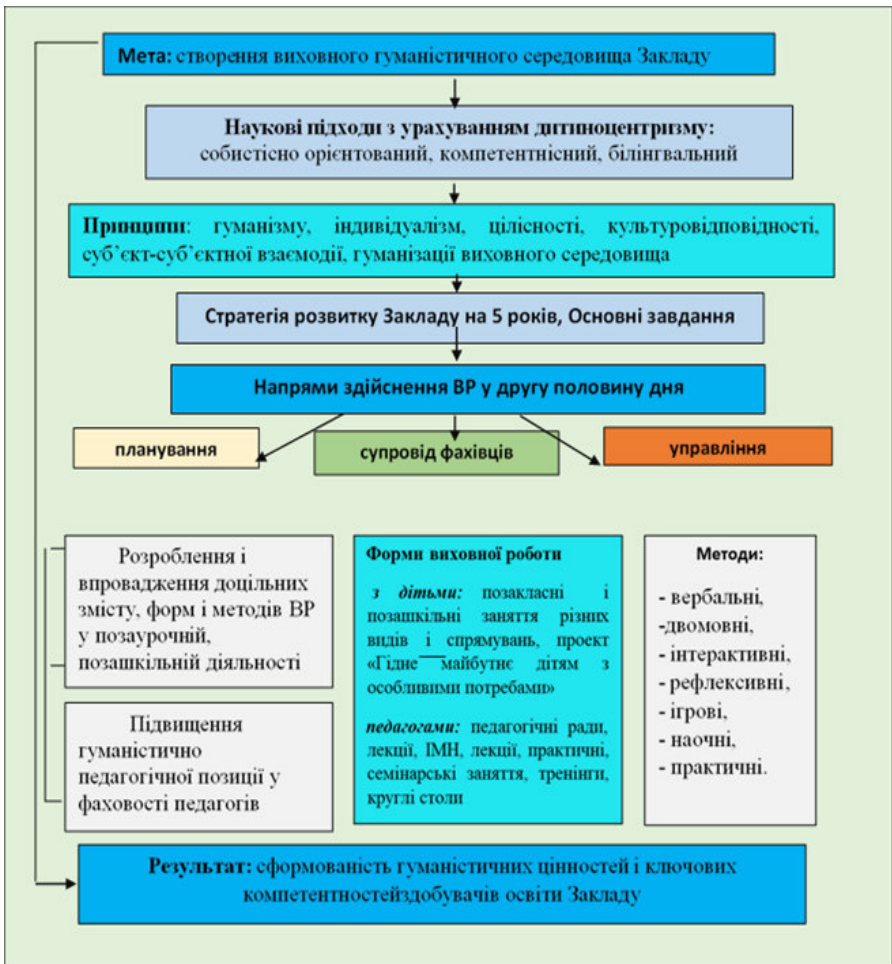 Мета: створення виховного гуманістичного середовища Закладу
Наукові підходи з урахуванням дитиноцентризму:
собистісно орієнтований, компетентнісний, білінгвальний
Принципи: гуманізму, індивідуалізм, цілісності, культуровідповідності,
суб’єкт-суб’єктної взаємодії, гуманізації виховного середовища
Стратегія розвитку Закладу на 5 років, Основні завдання
Напрями здійснення ВР у другу половину дня
планування
супровід фахівців
управління
Розроблення і
впровадження доцільних
змісту, форм і методів ВР
у позаурочній,
позашкільній діяльності
Підвищення
гуманістично
педагогічної позиції у
фаховості педагогів
Форми виховної роботи
з дітьми: позакласні і
позашкільні заняття різних
видів і спрямувань, проект
«Гідне майбутнє дітям з
особливими потребами»
педагогами: педагогічні ради,
лекції, ІМН, лекції, практичні,
семінарські заняття, тренінги,
круглі столи
Методи:
- вербальні,
-двомовні,
- інтерактивні,
- рефлексивні,
- ігрові,
- наочні,
- практичні.
Результат: сформованість гуманістичних цінностей і ключових
компетентностейздобувачів освіти Закладу